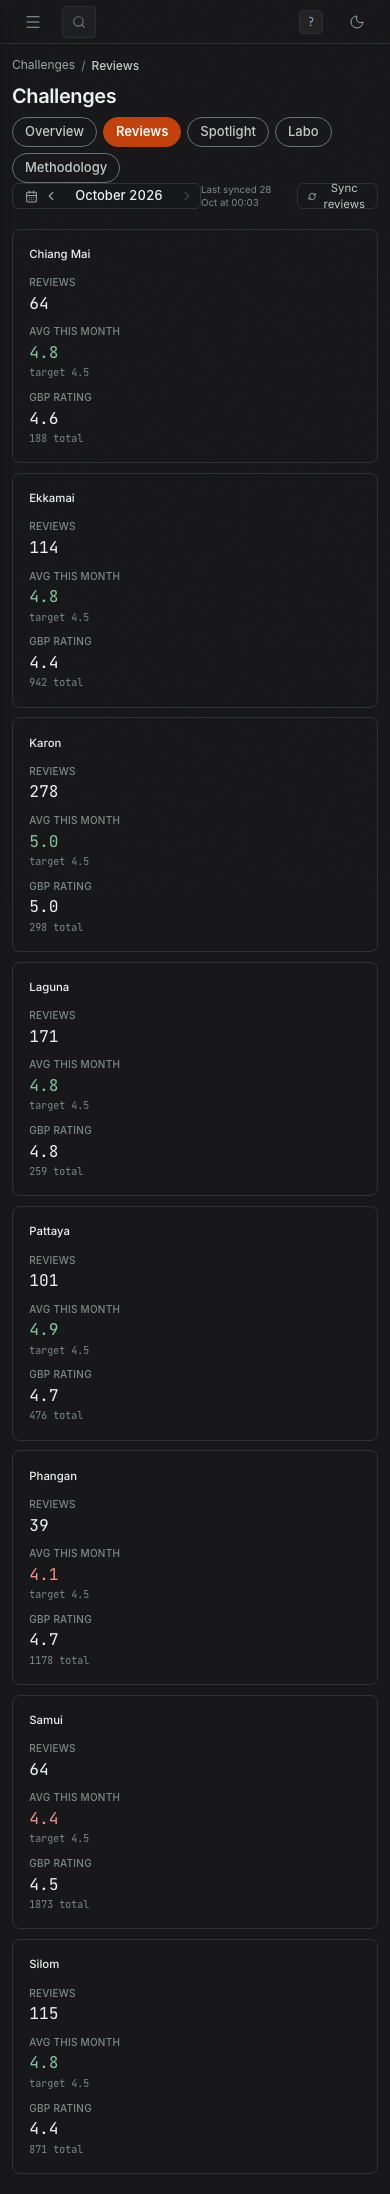 ?
Challenges / Reviews
Challenges
Overview
Reviews
Spotlight
Labo
Methodology
October 2026
Last synced 28
Oct at 00:03
Sync
reviews
Chiang Mai
REVIEWS
64
AVG THIS MONTH
4.8
target 4.5
GBP RATING
4.6
188 total
Ekkamai
REVIEWS
114
AVG THIS MONTH
4.8
target 4.5
GBP RATING
4.4
942 total
Karon
REVIEWS
278
AVG THIS MONTH
5.0
target 4.5
GBP RATING
5.0
298 total
Laguna
REVIEWS
171
AVG THIS MONTH
4.8
target 4.5
GBP RATING
4.8
259 total
Pattaya
REVIEWS
101
AVG THIS MONTH
4.9
target 4.5
GBP RATING
4.7
476 total
Phangan
REVIEWS
39
AVG THIS MONTH
4.1
target 4.5
GBP RATING
4.7
1178 total
Samui
REVIEWS
64
AVG THIS MONTH
4.4
target 4.5
GBP RATING
4.5
1873 total
Silom
REVIEWS
115
AVG THIS MONTH
4.8
target 4.5
GBP RATING
4.4
871 total